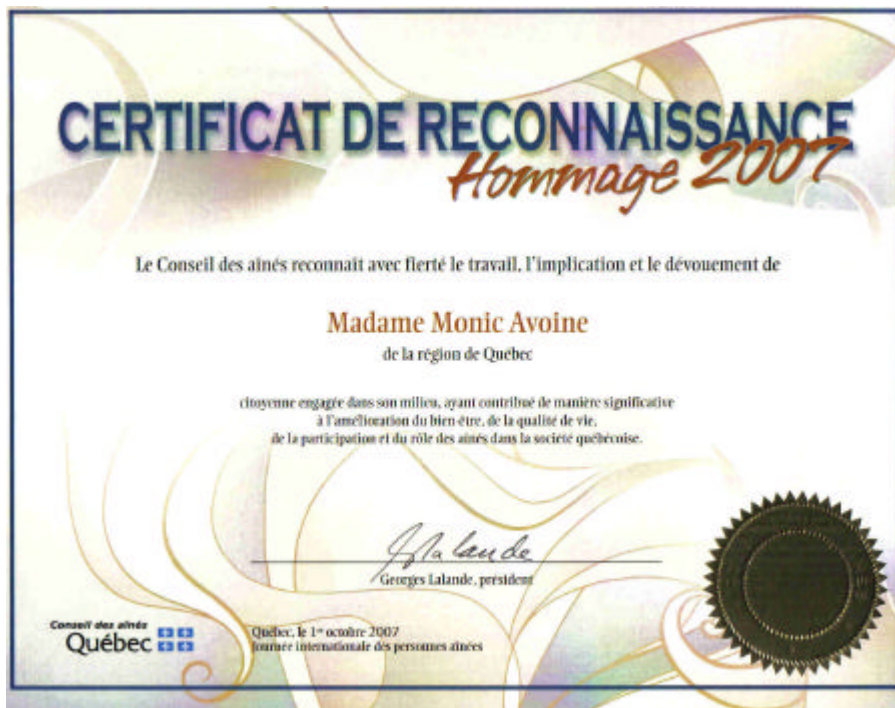 CERTIFICAT DE RECONNAISSANCE
Hommage 2007
Le Conseil des aînés reconnaît avec fierté le travail, l'implication et le dévouement de
Madame Monic Avoine
de la région de Québec
citoyenne engagée dans son milieu, ayant contribué de manière significative
à l'amélioration du bien-être, de la qualité de vie,
de la participation et du rôle des aînés dans la société québécoise.
GLalande
Georges Lalande, président
Conseil des aînés
Québec
Québec, le 1er octobre 2007
Journée internationale des personnes aînées